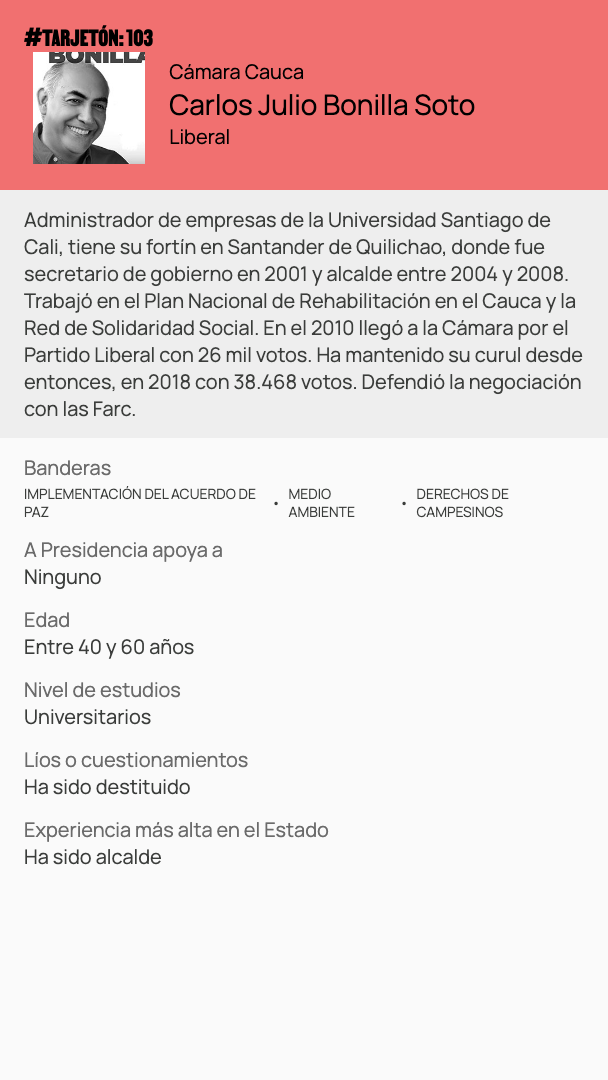 #TARJETÓN: 103
BONILLA
Cámara Cauca
Carlos Julio Bonilla Soto
Liberal
Administrador de empresas de la Universidad Santiago de
Cali, tiene su fortín en Santander de Quilichao, donde fue
secretario de gobierno en 2001 y alcalde entre 2004 y 2008.
Trabajó en el Plan Nacional de Rehabilitación en el Cauca y la
Red de Solidaridad Social. En el 2010 llegó a la Cámara por el
Partido Liberal con 26 mil votos. Ha mantenido su curul desde
entonces, en 2018 con 38.468 votos. Defendió la negociación
con las Farc.
Banderas
IMPLEMENTACIÓN DEL ACUERDO DE
PAZ
• MEDIO
AMBIENTE
• DERECHOS DE
CAMPESINOS
A Presidencia apoya a
Ninguno
Edad
Entre 40 y 60 años
Nivel de estudios
Universitarios
Líos o cuestionamientos
Ha sido destituido
Experiencia más alta en el Estado
Ha sido alcalde